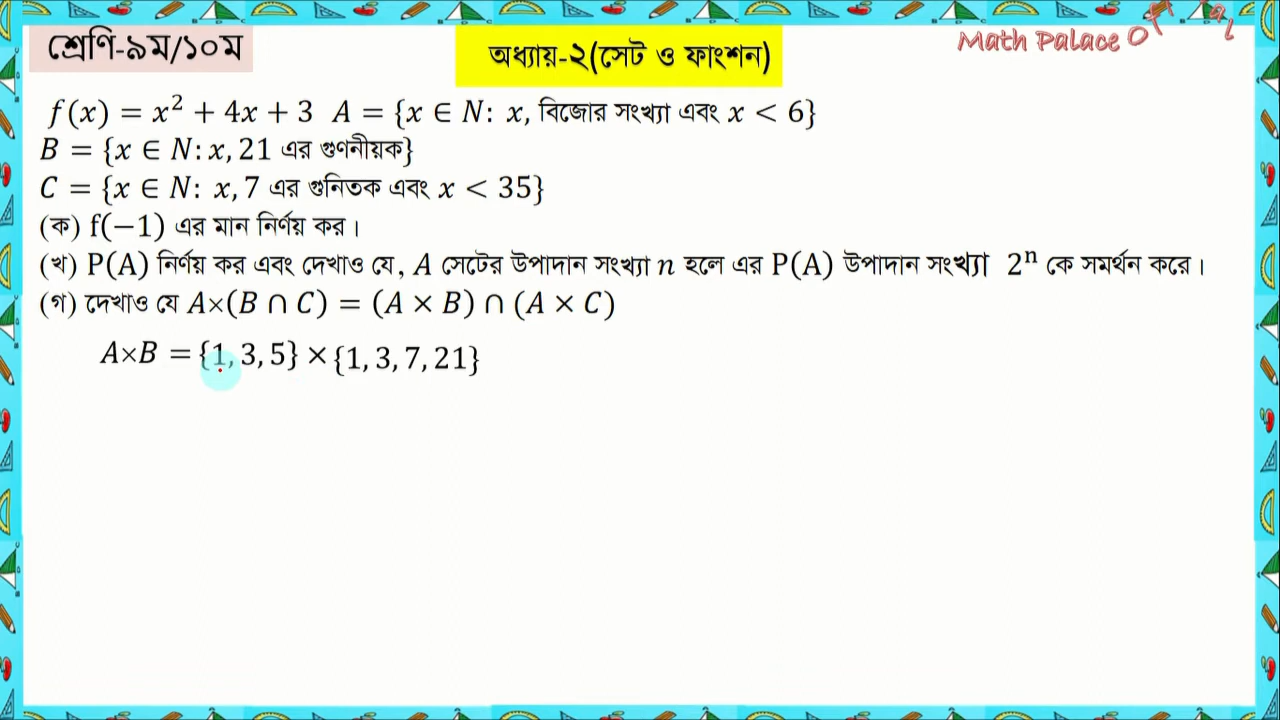 শ্রেণি-৯ম/১০ম
অধ্যায়-২(সেট ও ফাংশন)
Math Palace Of
f(x) = x² + 4x + 3 A = {x ∈ N: x, বিজোর সংখ্যা এবং x < 6}
B = {x ∈ N: x, 21 এর গুণনীয়ক}
C = {x ∈ N: x, 7 এর গুনিতক এবং x < 35}
(ক) f(−1) এর মান নির্ণয় কর।
(খ) P(A) নির্ণয় কর এবং দেখাও যে, A সেটের উপাদান সংখ্যা n হলে এর P(A) উপাদান সংখ্যা 2ⁿ কে সমর্থন করে।
(গ) দেখাও যে A×(B ∩ C) = (A × B) ∩ (A × C)
A×B = {1, 3, 5} × {1, 3, 7, 21}